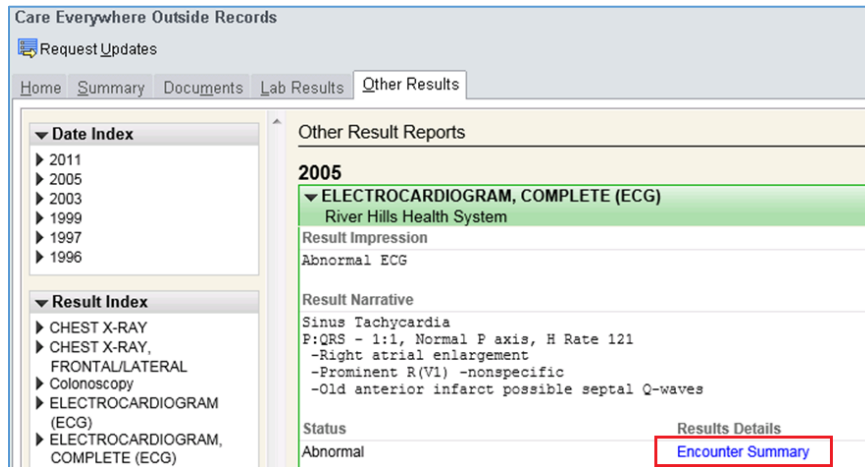 Care Everywhere Outside Records
Request Updates
Home Summary Documents Lab Results Other Results
Date Index
2011
2005
2003
1999
1997
1996
Result Index
CHEST X-RAY
CHEST X-RAY,
FRONTAL/LATERAL
Colonoscopy
ELECTROCARDIOGRAM
(ECG)
ELECTROCARDIOGRAM,
COMPLETE (ECG)
Other Result Reports
2005
ELECTROCARDIOGRAM, COMPLETE (ECG)
River Hills Health System
Result Impression
Abnormal ECG
Result Narrative
Sinus Tachycardia
P:QRS - 1:1, Normal P axis, H Rate 121
-Right atrial enlargement
-Prominent R(V1) -nonspecific
-Old anterior infarct possible septal Q-waves
Status Results Details
Abnormal Encounter Summary